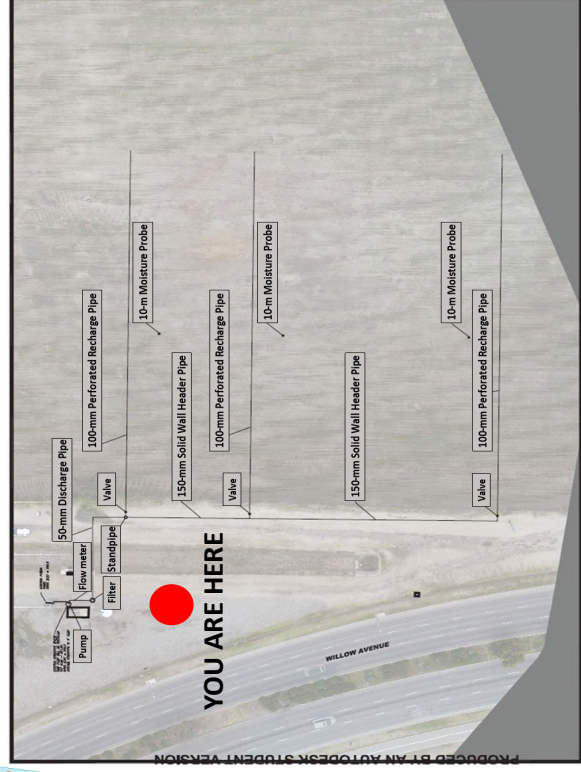 50-mm Discharge Pipe
100-mm Perforated Recharge Pipe
10-m Moisture Probe
Flow meter
Standpipe
Valve
Filter
Pump
150-mm Solid Wall Header Pipe
100-mm Perforated Recharge Pipe
10-m Moisture Probe
Valve
YOU ARE HERE
150-mm Solid Wall Header Pipe
10-m Moisture Probe
100-mm Perforated Recharge Pipe
Valve
WILLOW AVENUE
PRODUCED BY AN AUTODESK STUDENT VERSION